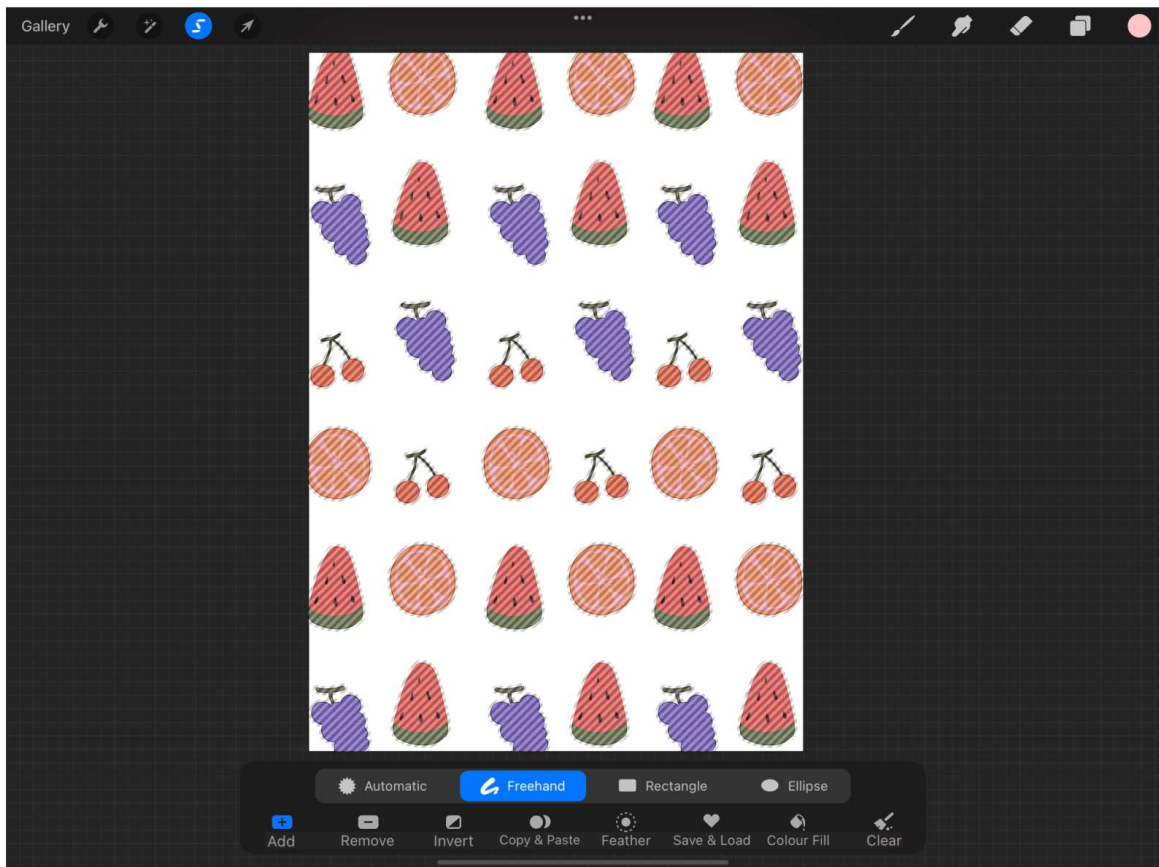 Gallery
Automatic Freehand Rectangle Ellipse
Add Remove Invert Copy & Paste Feather Save & Load Colour Fill Clear